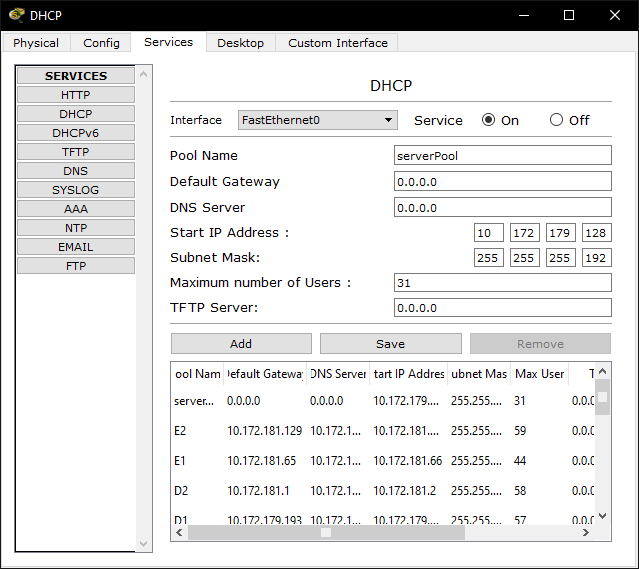 DHCP
Physical Config Services Desktop Custom Interface
SERVICES
HTTP
DHCP
DHCPv6
TFTP
DNS
SYSLOG
AAA
NTP
EMAIL
FTP
DHCP
Interface FastEthernet0 Service On Off
Pool Name serverPool
Default Gateway 0.0.0.0
DNS Server 0.0.0.0
Start IP Address : 10 172 179 128
Subnet Mask: 255 255 255 192
Maximum number of Users : 31
TFTP Server: 0.0.0.0
Add Save Remove
ool Nam efault Gateway DNS Server tart IP Addres ubnet Mas Max User T
server... 0.0.0.0 0.0.0.0 10.172.179.... 255.255.... 31 0.0.0
E2 10.172.181.129 10.172.1... 10.172.181.... 255.255.... 59 0.0.0
E1 10.172.181.65 10.172.1... 10.172.181.66 255.255.... 44 0.0.0
D2 10.172.181.1 10.172.1... 10.172.181.2 255.255.... 58 0.0.0
D1 10.172.179.193 10.172.1... 10.172.179.... 255.255.... 57 0.0.0